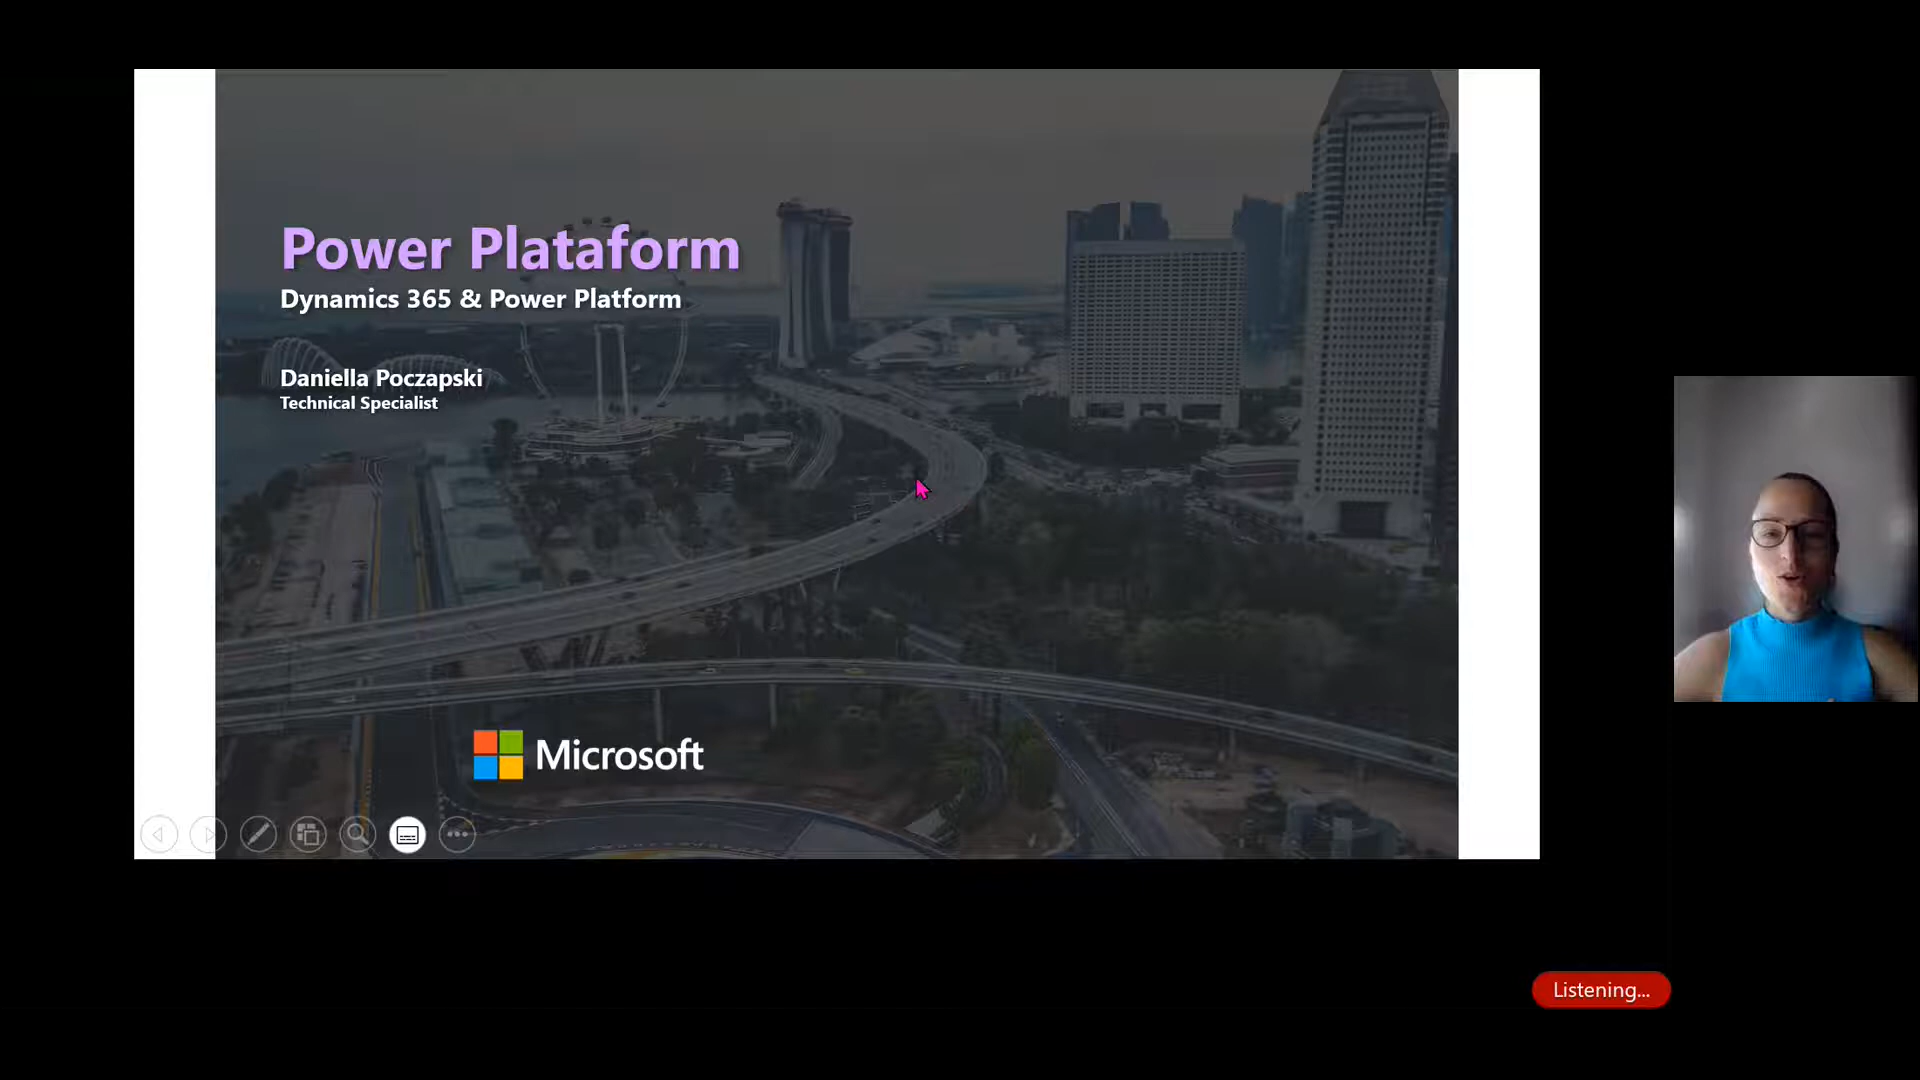 Power Plataform
Dynamics 365 & Power Platform
Daniella Poczapski
Technical Specialist
Microsoft
Listening...